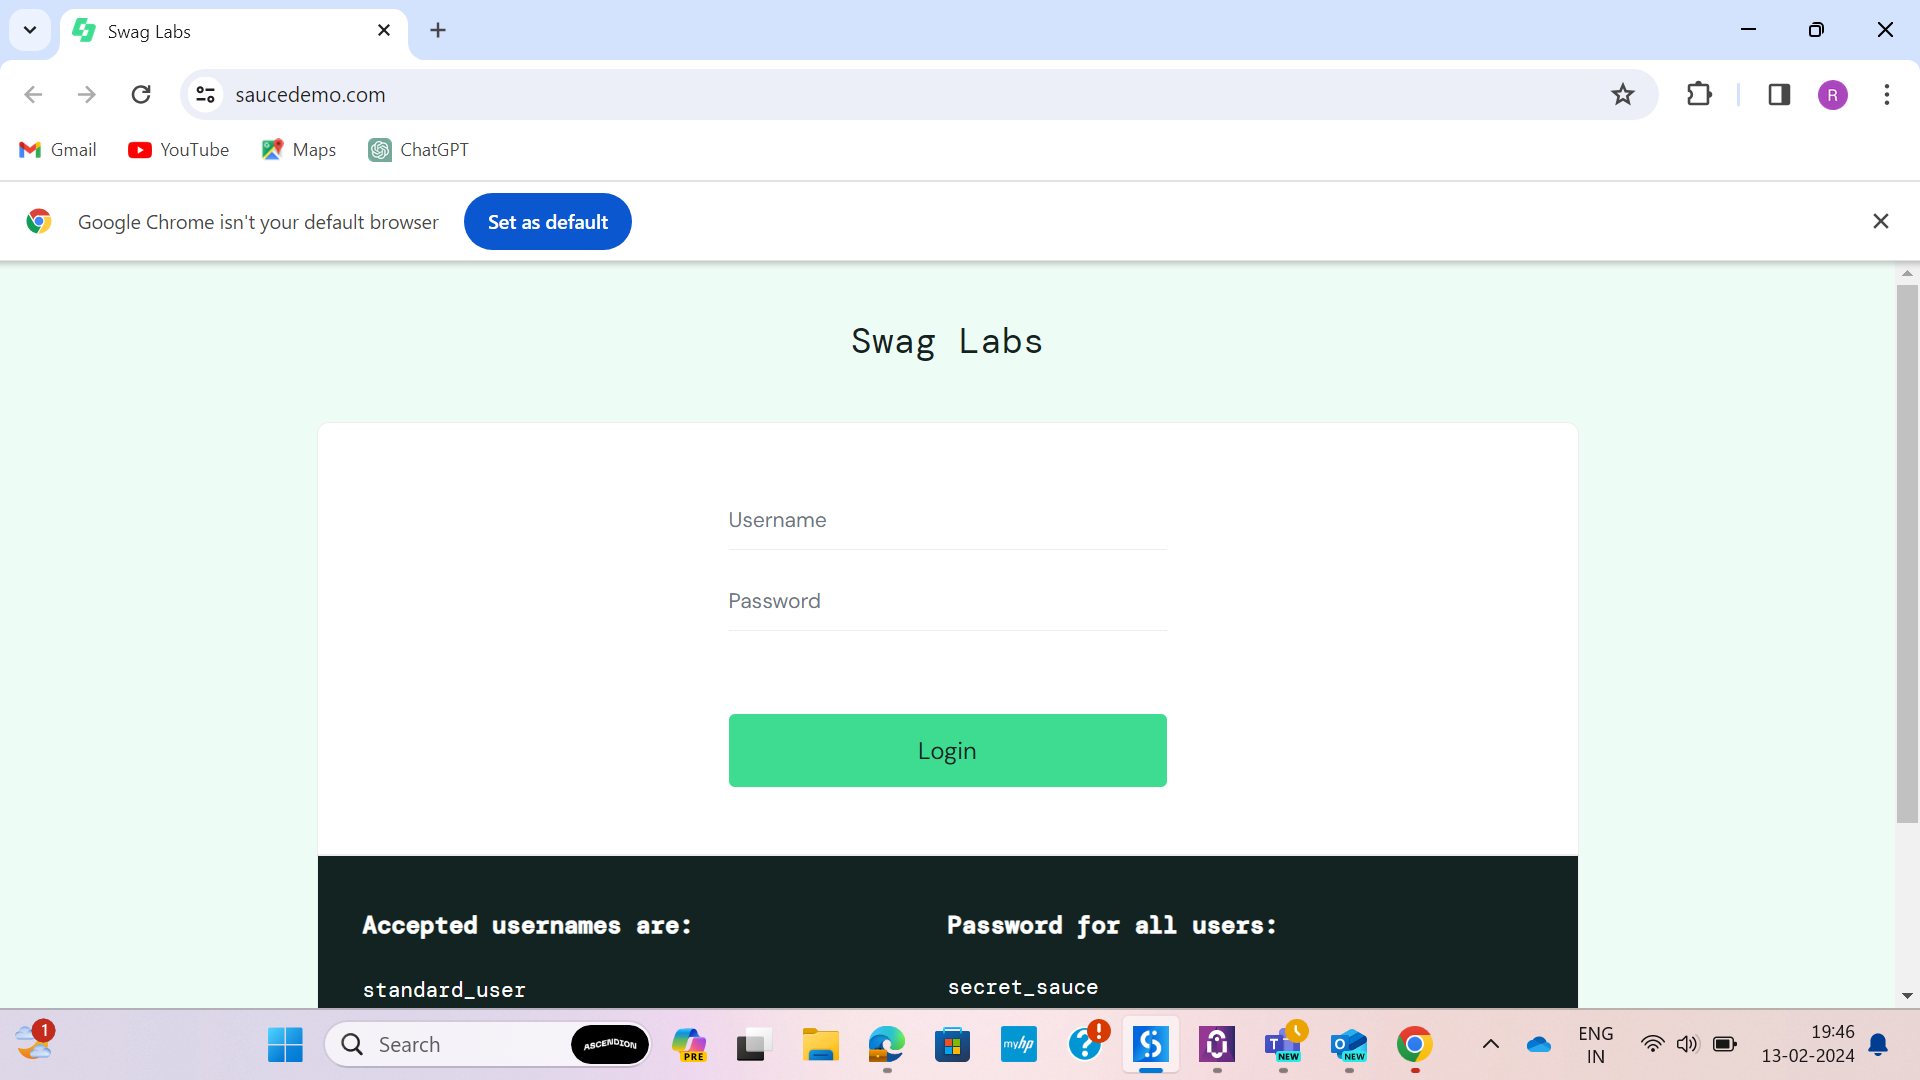 Swag Labs
saucedemo.com
R
Gmail
YouTube
Maps
ChatGPT
Google Chrome isn't your default browser
Set as default
Swag Labs
Username
Password
Login
Accepted usernames are:
Password for all users:
standard_user
secret_sauce
1
Search
ASCENDION
PRE
myhp
T
NEW
O
NEW
ENG
IN
19:46
13-02-2024